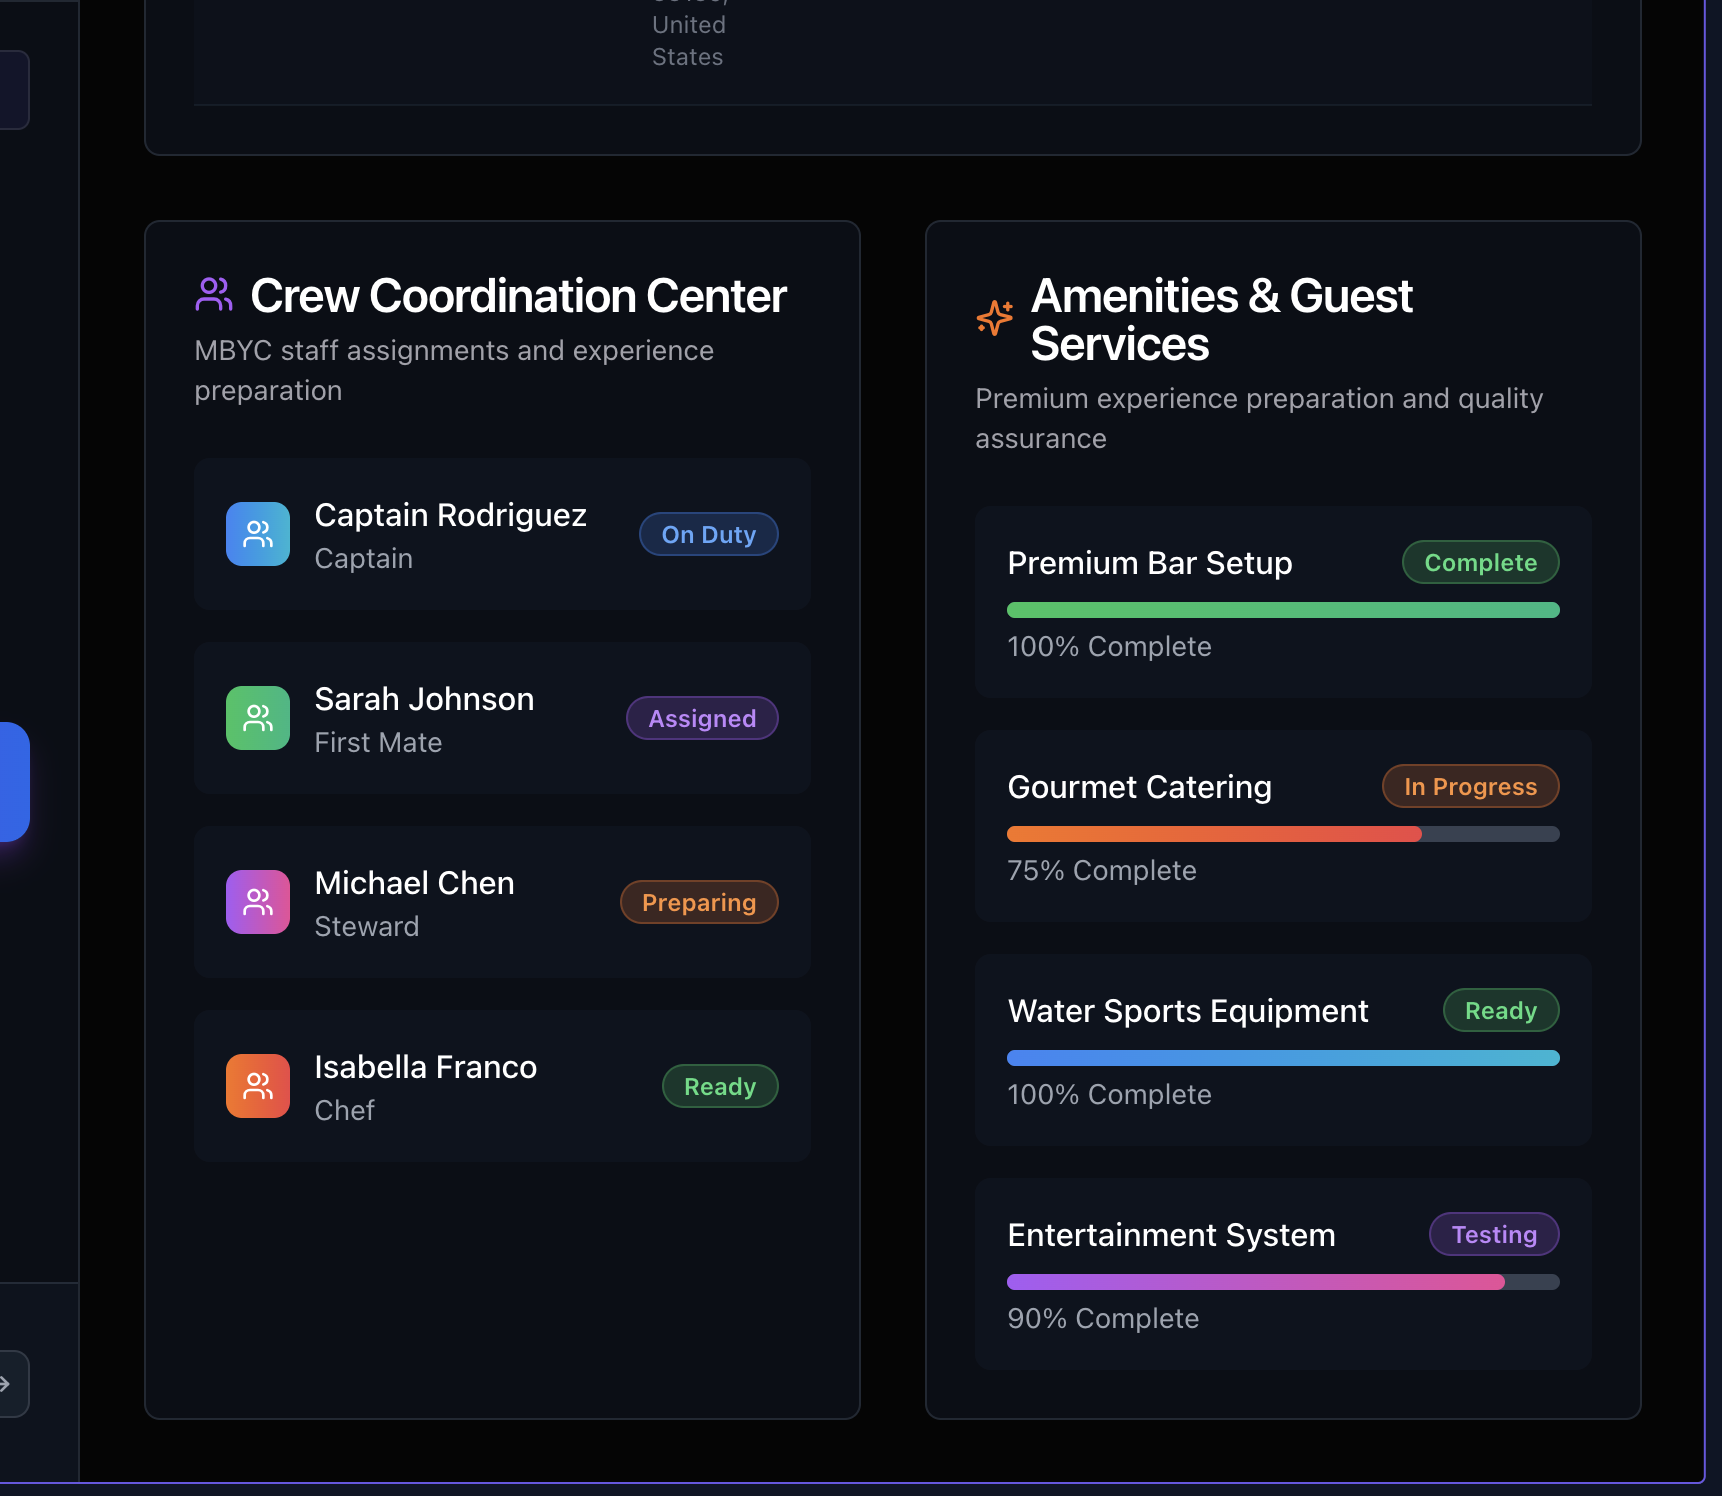 United
States
Crew Coordination Center
MBYC staff assignments and experience
preparation
Captain Rodriguez
Captain
On Duty
Sarah Johnson
First Mate
Assigned
Michael Chen
Steward
Preparing
Isabella Franco
Chef
Ready
Amenities & Guest
Services
Premium experience preparation and quality
assurance
Premium Bar Setup
Complete
100% Complete
Gourmet Catering
In Progress
75% Complete
Water Sports Equipment
Ready
100% Complete
Entertainment System
Testing
90% Complete